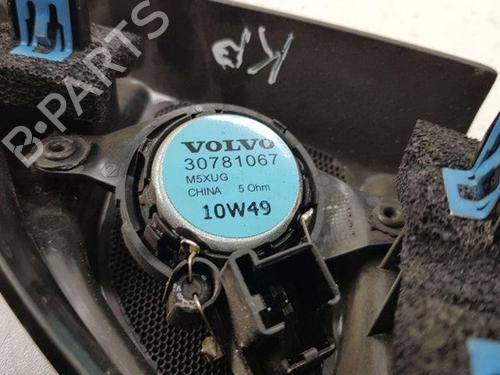 B-PARTS
VOLVO
30781067
M5XUG
CHINA 5 Ohm
10W49